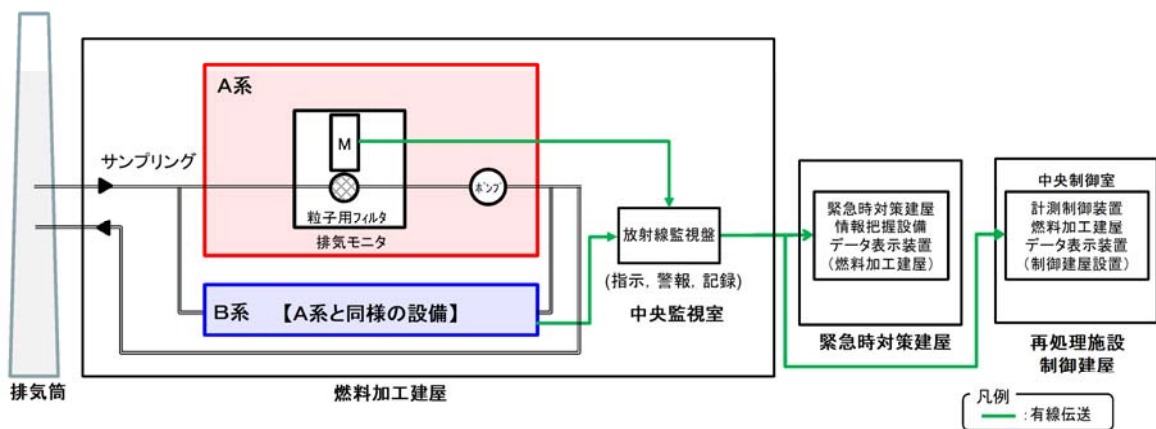 A系
M
サンプリング
ポンプ
粒子用フィルタ
排気モニタ
B系 【A系と同様の設備】
放射線監視盤
(指示, 警報, 記録)
中央監視室
緊急時対策建屋
情報把握設備
データ表示装置
(燃料加工建屋)
緊急時対策建屋
中央制御室
計測制御装置
燃料加工建屋
データ表示装置
(制御建屋設置)
再処理施設
制御建屋
排気筒
燃料加工建屋
凡例
:有線伝送